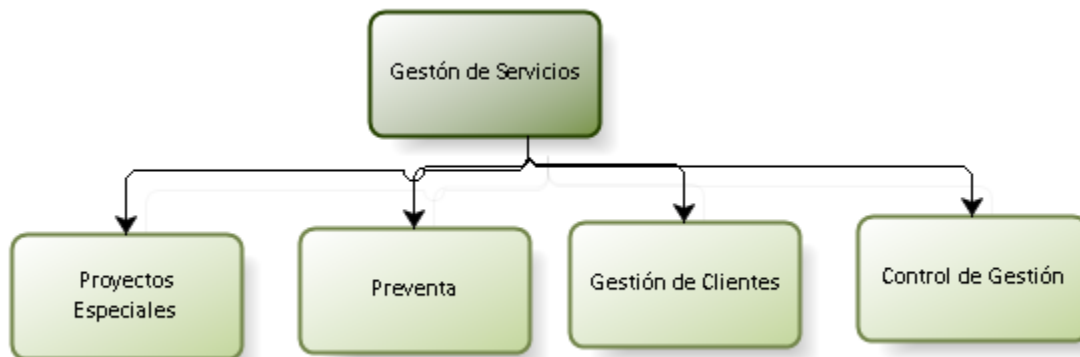 Gestón de Servicios
Proyectos
Especiales
Preventa
Gestión de Clientes
Control de Gestión